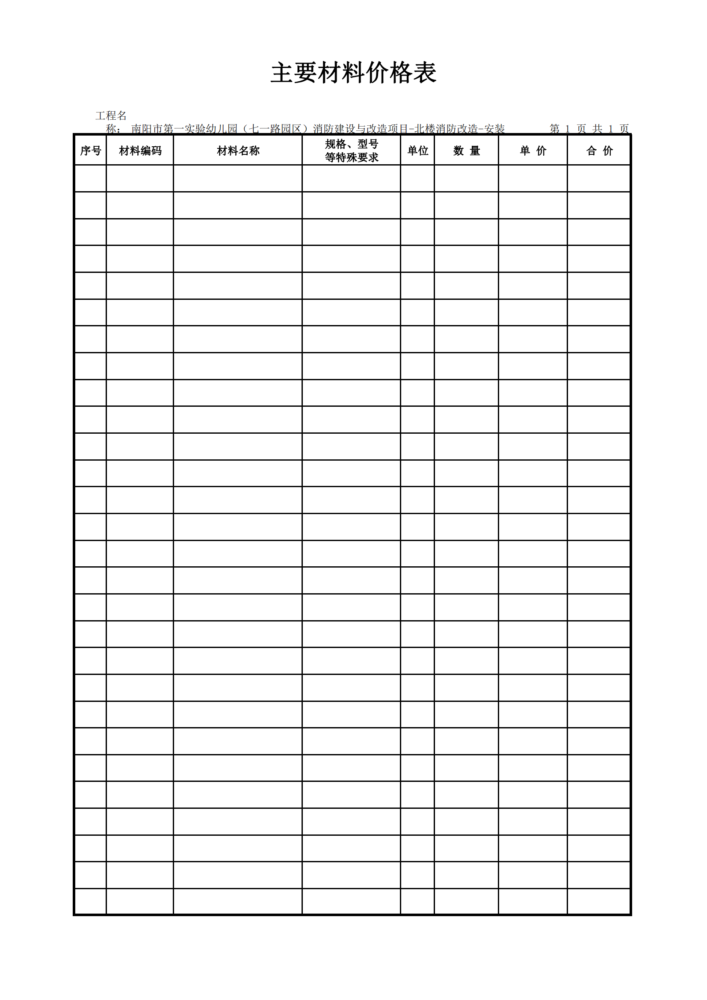 主要材料价格表
工程名
称： 南阳市第一实验幼儿园（七一路园区）消防建设与改造项目-北楼消防改造-安装 第 1 页 共 1 页
序号 材料编码 材料名称 规格、型号 单位 数 量 单 价 合 价
等特殊要求